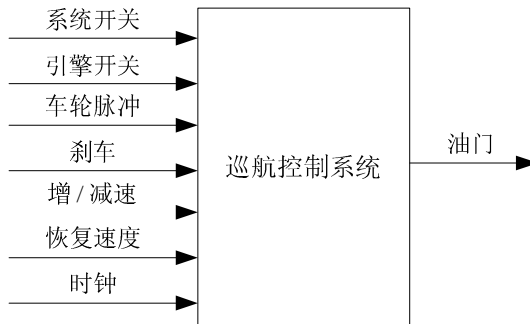 系统开关
引擎开关
车轮脉冲
刹车
增/减速
恢复速度
时钟
巡航控制系统
油门